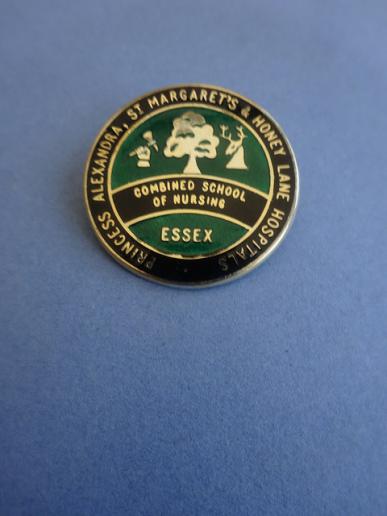 PRINCESS ALEXANDRA, ST MARGARET'S & HONEY LANE HOSPITALS
COMBINED SCHOOL
OF NURSING
ESSEX